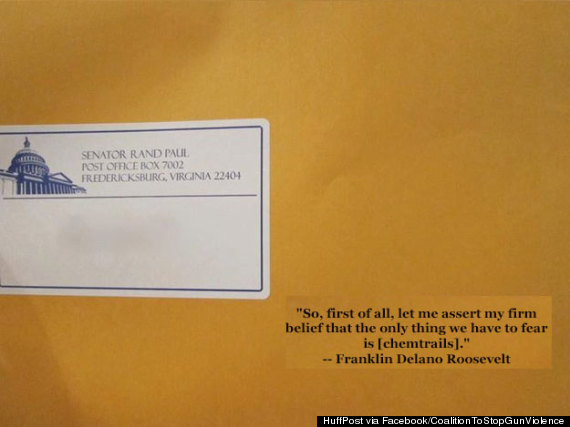 SENATOR RAND PAUL
POST OFFICE BOX 7002
FREDERICKSBURG, VIRGINIA 22404
"So, first of all, let me assert my firm
belief that the only thing we have to fear
is [chemtrails]."
-- Franklin Delano Roosevelt
HuffPost via Facebook/CoalitionToStopGunViolence